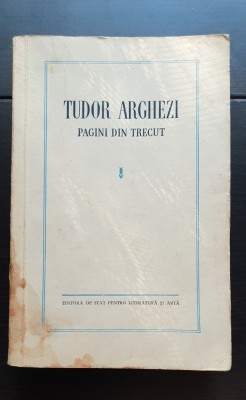 TUDOR ARGHEZI
PAGINI DIN TRECUT
EDITURA DE STAT PENTRU LITERATURĂ ȘI ARTĂ